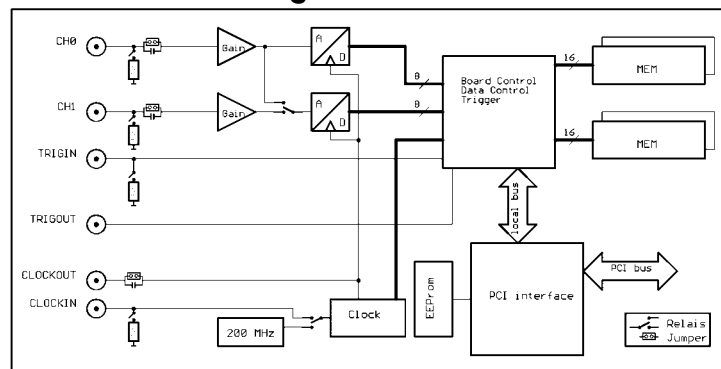 CH0
Gain
A
D
8
Board Control
Data Control
Trigger
16
MEM
CH1
Gain
A
D
8
16
MEM
TRIGIN
TRIGOUT
local bus
CLOCKOUT
CLOCKIN
200 MHz
Clock
EEProm
PCI interface
PCI bus
Relais
Jumper